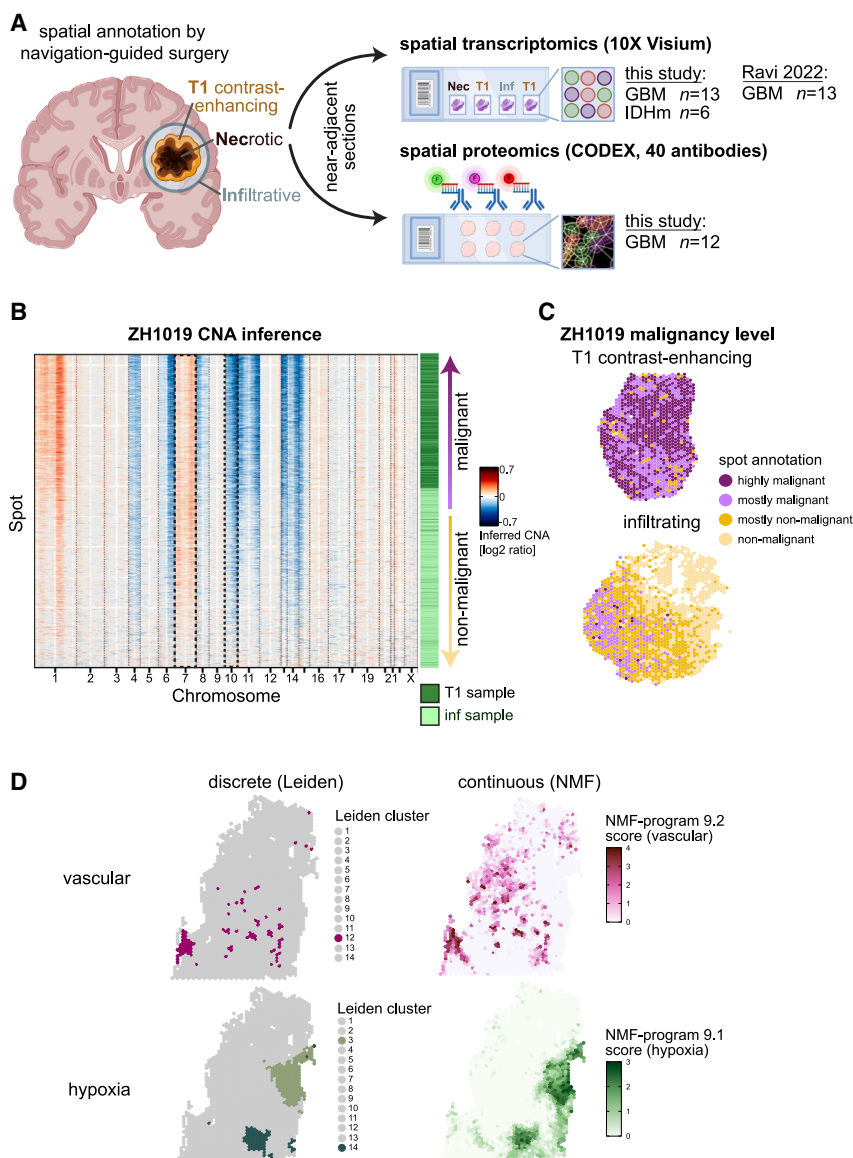 A
spatial annotation by
navigation-guided surgery
T1 contrast-
enhancing
Necrotic
Infiltrative
near-adjacent
sections
spatial transcriptomics (10X Visium)
Nec T1 Inf T1
this study:
GBM n=13
IDHm n=6
Ravi 2022:
GBM n=13
spatial proteomics (CODEX, 40 antibodies)
F F F
this study:
GBM n=12
B
ZH1019 CNA inference
Spot
1 2 3 4 5 6 7 8 9 10 11 12 13 14 16 17 19 21 X
Chromosome
malignant
non-malignant
0.7
0
-0.7
Inferred CNA
[log2 ratio]
T1 sample
inf sample
C
ZH1019 malignancy level
T1 contrast-enhancing
infiltrating
spot annotation
highly malignant
mostly malignant
mostly non-malignant
non-malignant
D
discrete (Leiden)
continuous (NMF)
vascular
Leiden cluster
1
2
3
4
5
6
7
8
9
10
11
12
13
14
NMF-program 9.2
score (vascular)
4
3
2
1
0
hypoxia
Leiden cluster
1
2
3
4
5
6
7
8
9
10
11
12
13
14
NMF-program 9.1
score (hypoxia)
3
2
1
0